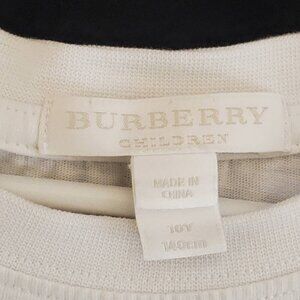 BURBERRY
CHILDREN
MADE IN
CHINA
10Y
140cm